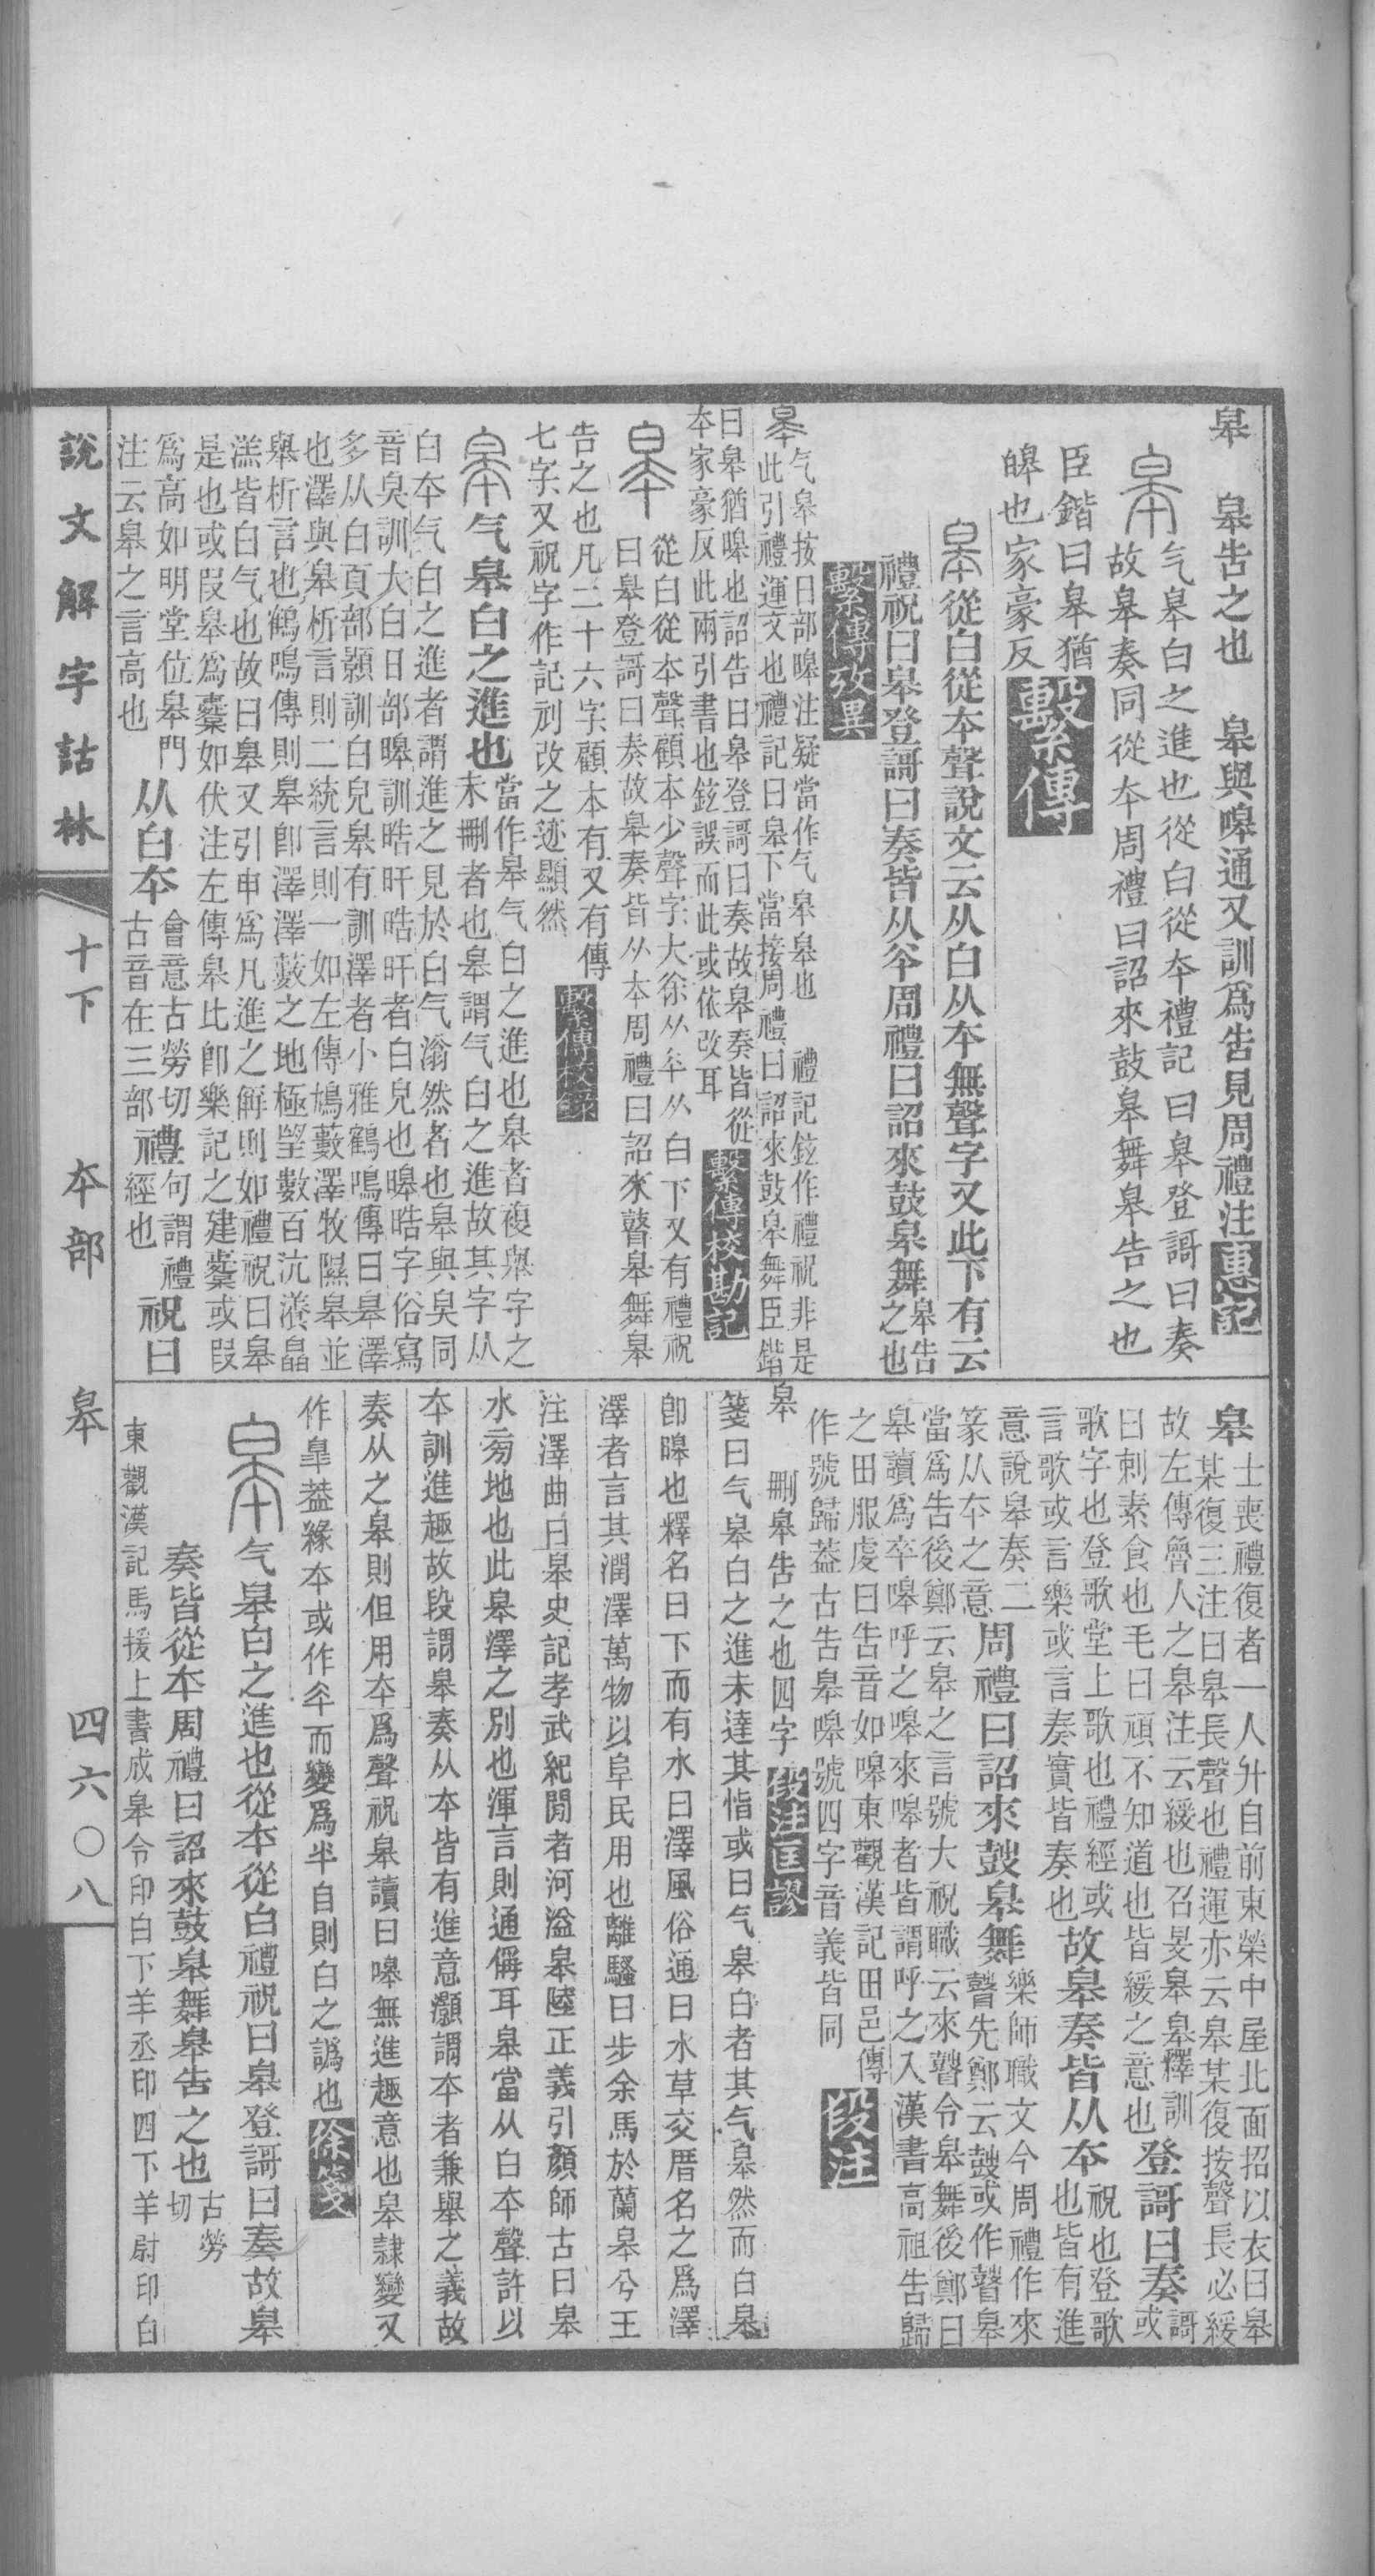 皋　皋告之也　皋與嘷通又訓爲告見周禮注惠記
气皋白之進也從白從夲禮記曰皋登謌曰奏
故皋奏同從夲周禮曰詔來鼓皋舞皋告之也
臣鍇曰皋猶
皞也家豪反
繫傳
從白從夲聲說文云从白从夲無聲字又此下有云
禮祝曰皋登謌曰奏皆从夲周禮曰詔來鼓皋舞皋告之也
繫傳攷異
皋气皋按日部皞注疑當作气皋皋也　禮記鉉作禮祝非是
此引禮運文也禮記曰皋下當接周禮曰詔來鼓皋舞臣鍇
曰皋猶嘷也詔告曰皋登謌曰奏故皋奏皆從
夲家豪反此兩引書也鉉誤而此或依改耳
繫傳校勘記
從白從夲聲顧本少聲字大徐从夲从白下又有禮祝
曰皋登謌曰奏故皋奏皆从夲周禮曰詔來鼓皋舞皋
告之也凡二十六字顧本有又有傳
七字又祝字作記刓改之迹顯然
繫傳校錄
气皋白之進也
當作皋气白之進也皋者複舉字之
未刪者也皋謂气白之進故其字从
白夲气白之進者謂進之見於白气滃然者也皋與臭同
音臭訓大白日部皞訓晧旰晧旰者白皃也皞晧字俗寫
多从白頁部顥訓白皃皋有訓澤者小雅鶴鳴傳曰皋澤
也澤與皋析言則二統言則一如左傳鳩藪澤牧隰皋並
舉析言也鶴鳴傳則皋卽澤澤藪之地極望數百沆瀁皛
溔皆白气也故曰皋又引申爲凡進之解則如禮祝曰皋
是也或叚皋爲櫜如伏注左傳皋比卽樂記之建櫜或叚
爲高如明堂位皋門
注云皋之言高也
从白夲
會意古勞切
古音在三部
禮
句謂禮
經也
祝曰
皋
士喪禮復者一人升自前東榮中屋北面招以衣曰皋
某復三注曰皋長聲也禮運亦云皋某復按聲長必緩
故左傳魯人之皋注云緩也召旻皋皋釋訓
曰刺素食也毛曰頑不知道也皆緩之意也
登謌曰奏
謌或
歌字也登歌堂上歌也禮經或
言歌或言樂或言奏實皆奏也
故皋奏皆从夲
祝也登歌
也皆有進
意說皋奏二
篆从夲之意
周禮曰詔來鼓皋舞
樂師職文今周禮作來
瞽先鄭云鼓或作瞽皋
當爲告後鄭云皋之言號大祝職云來瞽令皋舞後鄭曰
皋讀爲卒嘷呼之嘷來嘷者皆謂呼之入漢書高祖告歸
之田服虔曰告音如嘷東觀漢記田邑傳
作號歸葢古告皋嘷號四字音義皆同
段注
皋　刪皋告之也四字段注匡謬
箋曰气皋白之進未達其恉或曰气皋白者其气皋然而白皋
卽皞也釋名曰下而有水曰澤風俗通曰水草交厝名之爲澤
澤者言其潤澤萬物以阜民用也離騷曰步余馬於蘭皋兮王
注澤曲曰皋史記孝武紀閒者河溢皋陸正義引顏師古曰皋
水㫄地也此皋澤之別也渾言則通偁耳皋當从白夲聲許以
夲訓進趣故段謂皋奏从夲皆有進意灝謂夲者兼舉之義故
奏从之皋則但用夲爲聲祝皋讀曰嘷無進趣意也皋隸變又
作皐葢緣夲或作㚖而變爲半自則白之譌也徐箋
气皋白之進也從夲從白禮祝曰皋登謌曰奏故皋
奏皆從夲周禮曰詔來鼓皋舞皋告之也古勞切
東觀漢記馬援上書成皋令印白下羊丞印四下羊尉印白
說文解字詁林
十下　夲部　皋　四六〇八